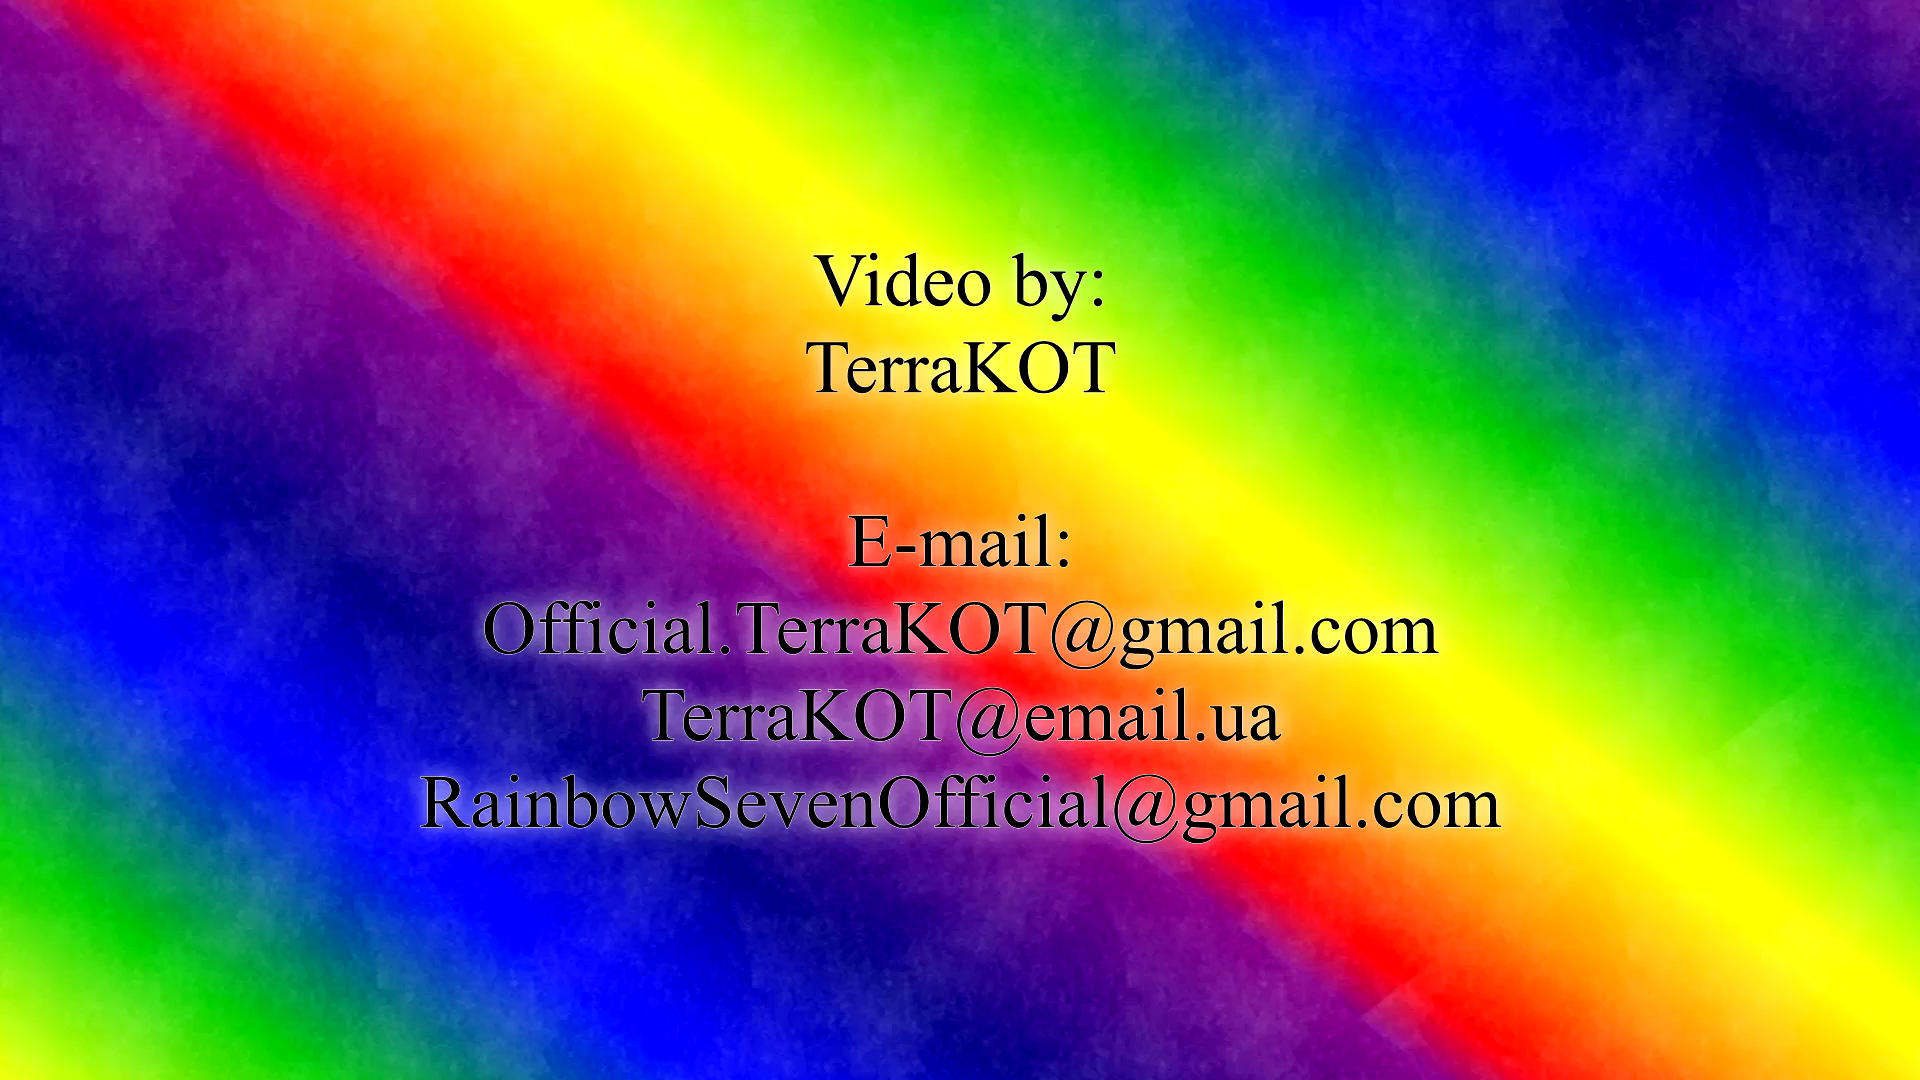 Video by:
TerraKOT
E-mail:
Official.TerraKOT@gmail.com
TerraKOT@email.ua
RainbowSevenOfficial@gmail.com